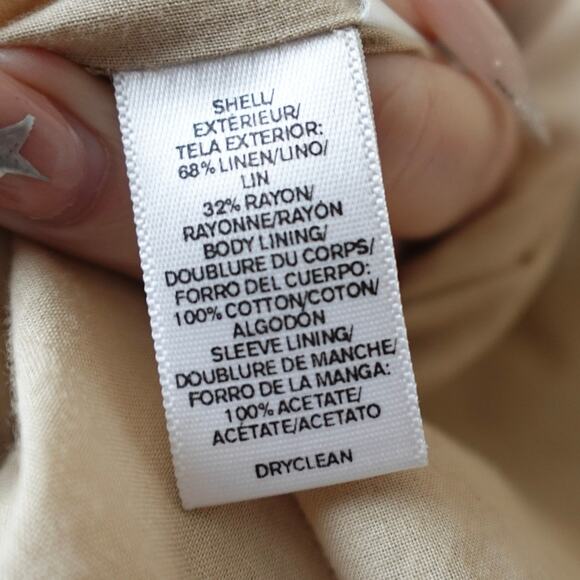 SHELL/
EXTÉRIEUR/
TELA EXTERIOR:
68% LINEN/LINO/
LIN
32% RAYON/
RAYONNE/RAYÓN
BODY LINING/
DOUBLURE DU CORPS/
FORRO DEL CUERPO:
100% COTTON/COTON/
ALGODÓN
SLEEVE LINING/
DOUBLURE DE MANCHE/
FORRO DE LA MANGA:
100% ACETATE/
ACÉTATE/ACETATO
DRYCLEAN